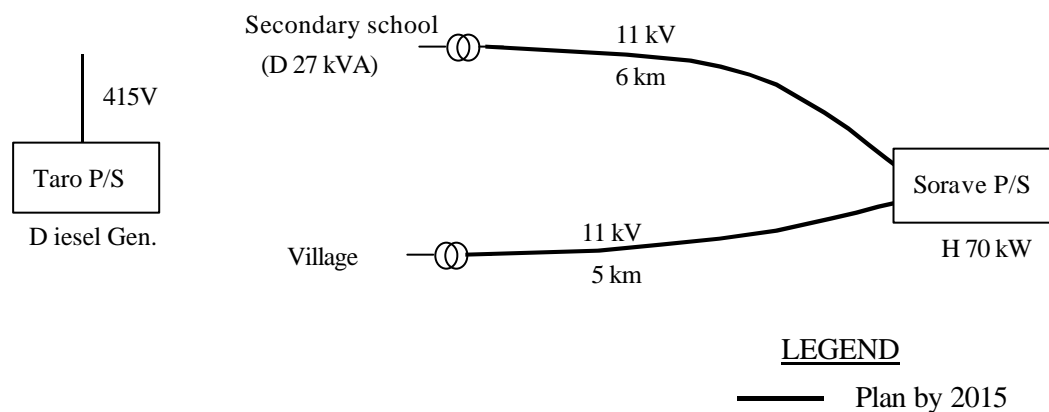 Secondary school
(D 27 kVA)
11 kV
6 km
415V
Taro P/S
D iesel Gen.
Sorave P/S
H 70 kW
Village
11 kV
5 km
LEGEND
Plan by 2015